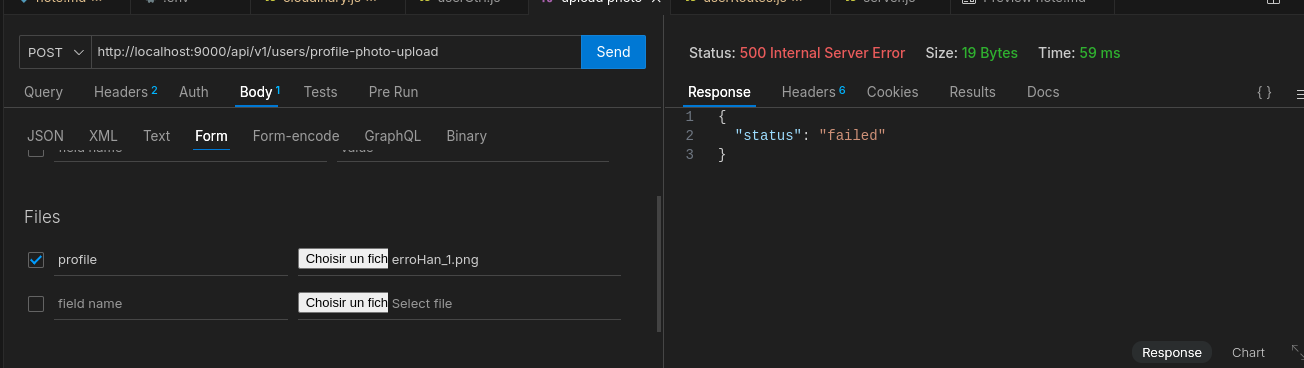 POST http://localhost:9000/api/v1/users/profile-photo-upload Send
Query Headers 2 Auth Body 1 Tests Pre Run
JSON XML Text Form Form-encode GraphQL Binary
Files
profile Choisir un fich erroHan_1.png
field name Choisir un fich Select file
Status: 500 Internal Server Error Size: 19 Bytes Time: 59 ms
Response Headers 6 Cookies Results Docs { }
1 {
2 "status": "failed"
3 }
Response Chart